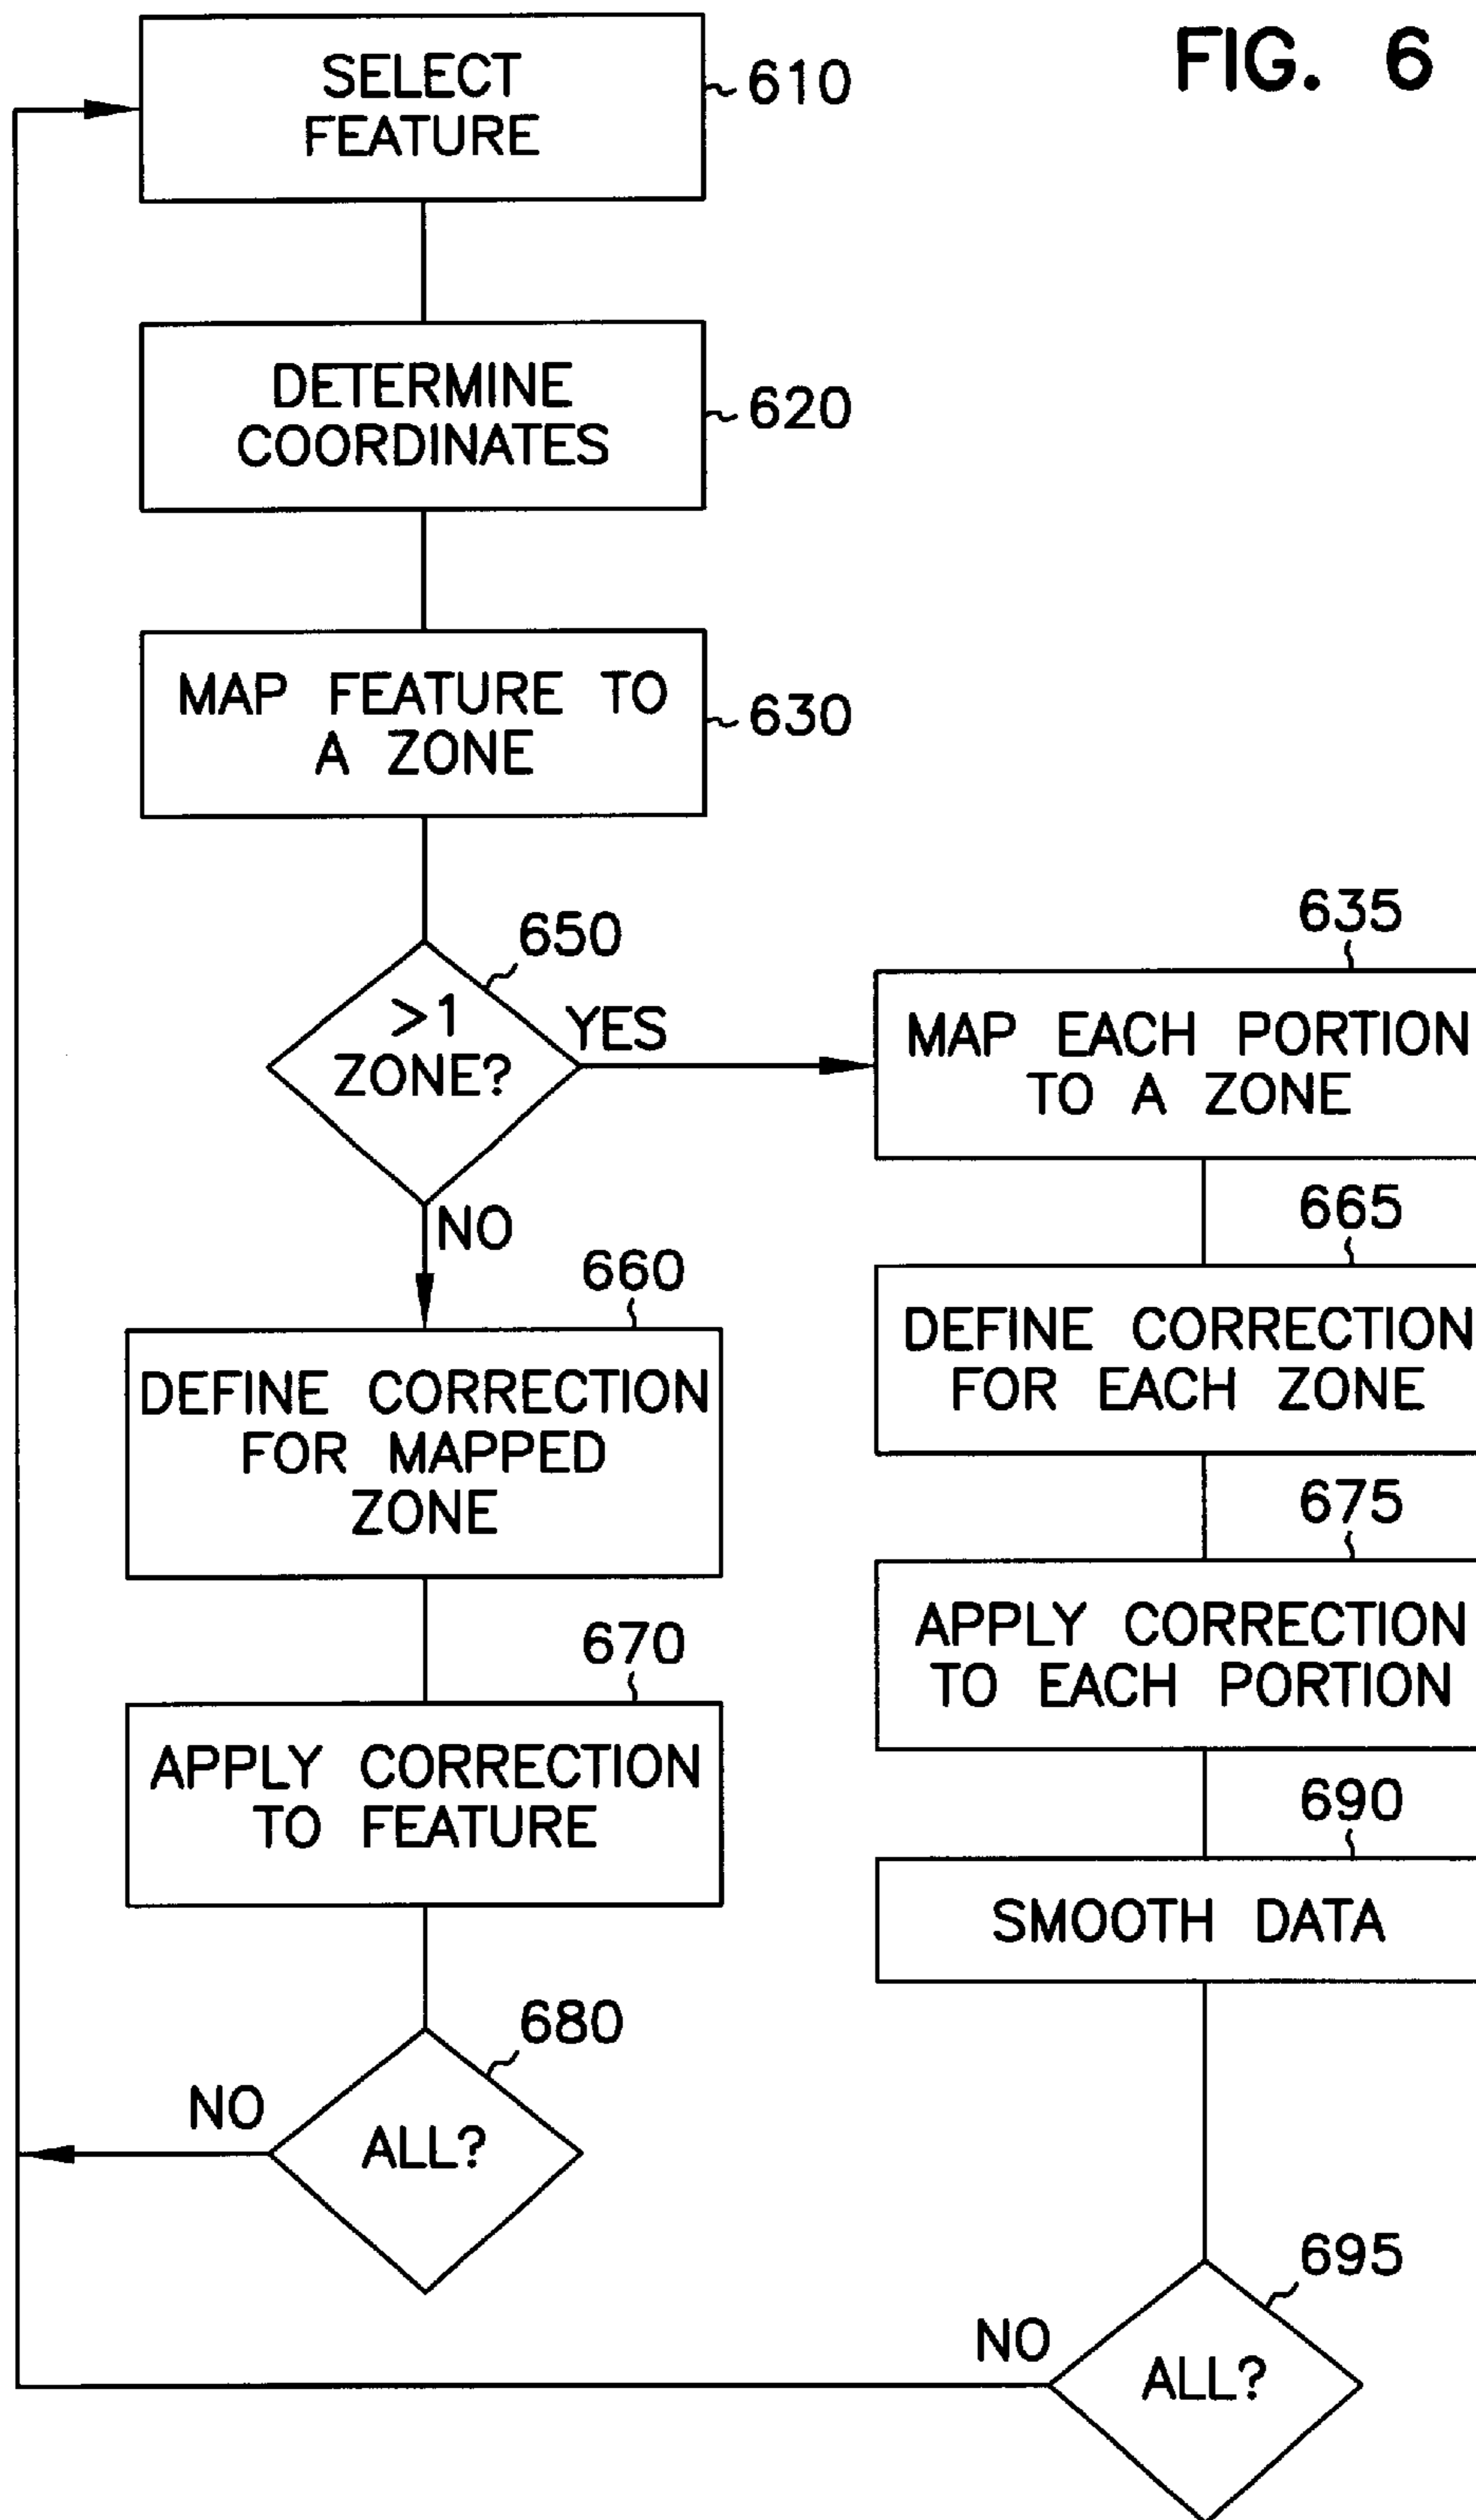 FIG. 6
SELECT
FEATURE
610
DETERMINE
COORDINATES
620
MAP FEATURE TO
A ZONE
630
650
>1
ZONE?
YES
NO
635
MAP EACH PORTION
TO A ZONE
660
DEFINE CORRECTION
FOR MAPPED
ZONE
665
DEFINE CORRECTION
FOR EACH ZONE
670
APPLY CORRECTION
TO FEATURE
675
APPLY CORRECTION
TO EACH PORTION
690
SMOOTH DATA
680
NO
ALL?
695
NO
ALL?